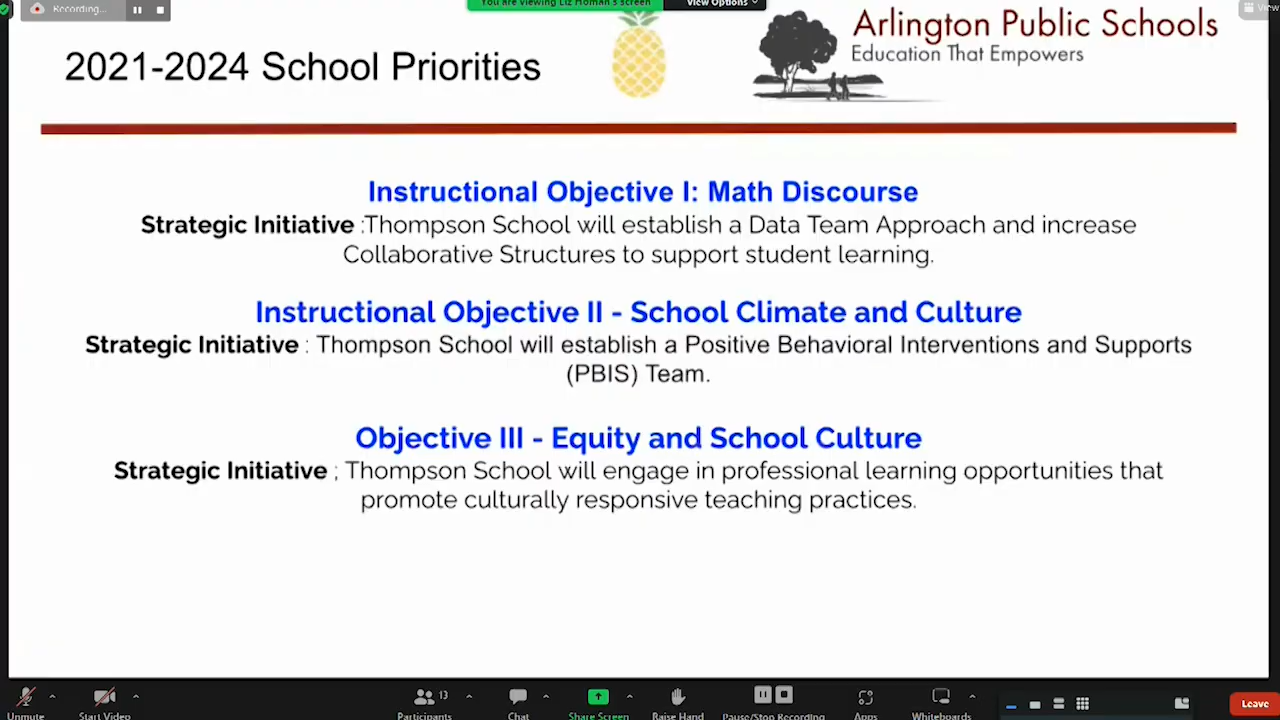 Recording...
You are viewing Liz Homan's screen
View Options
View
2021-2024 School Priorities
Arlington Public Schools
Education That Empowers
Instructional Objective I: Math Discourse
Strategic Initiative :Thompson School will establish a Data Team Approach and increase
Collaborative Structures to support student learning.
Instructional Objective II - School Climate and Culture
Strategic Initiative : Thompson School will establish a Positive Behavioral Interventions and Supports
(PBIS) Team.
Objective III - Equity and School Culture
Strategic Initiative ; Thompson School will engage in professional learning opportunities that
promote culturally responsive teaching practices.
Unmute
Start Video
13
Participants
Chat
Share Screen
Raise Hand
Pause/Stop Recording
Apps
Whiteboards
Leave